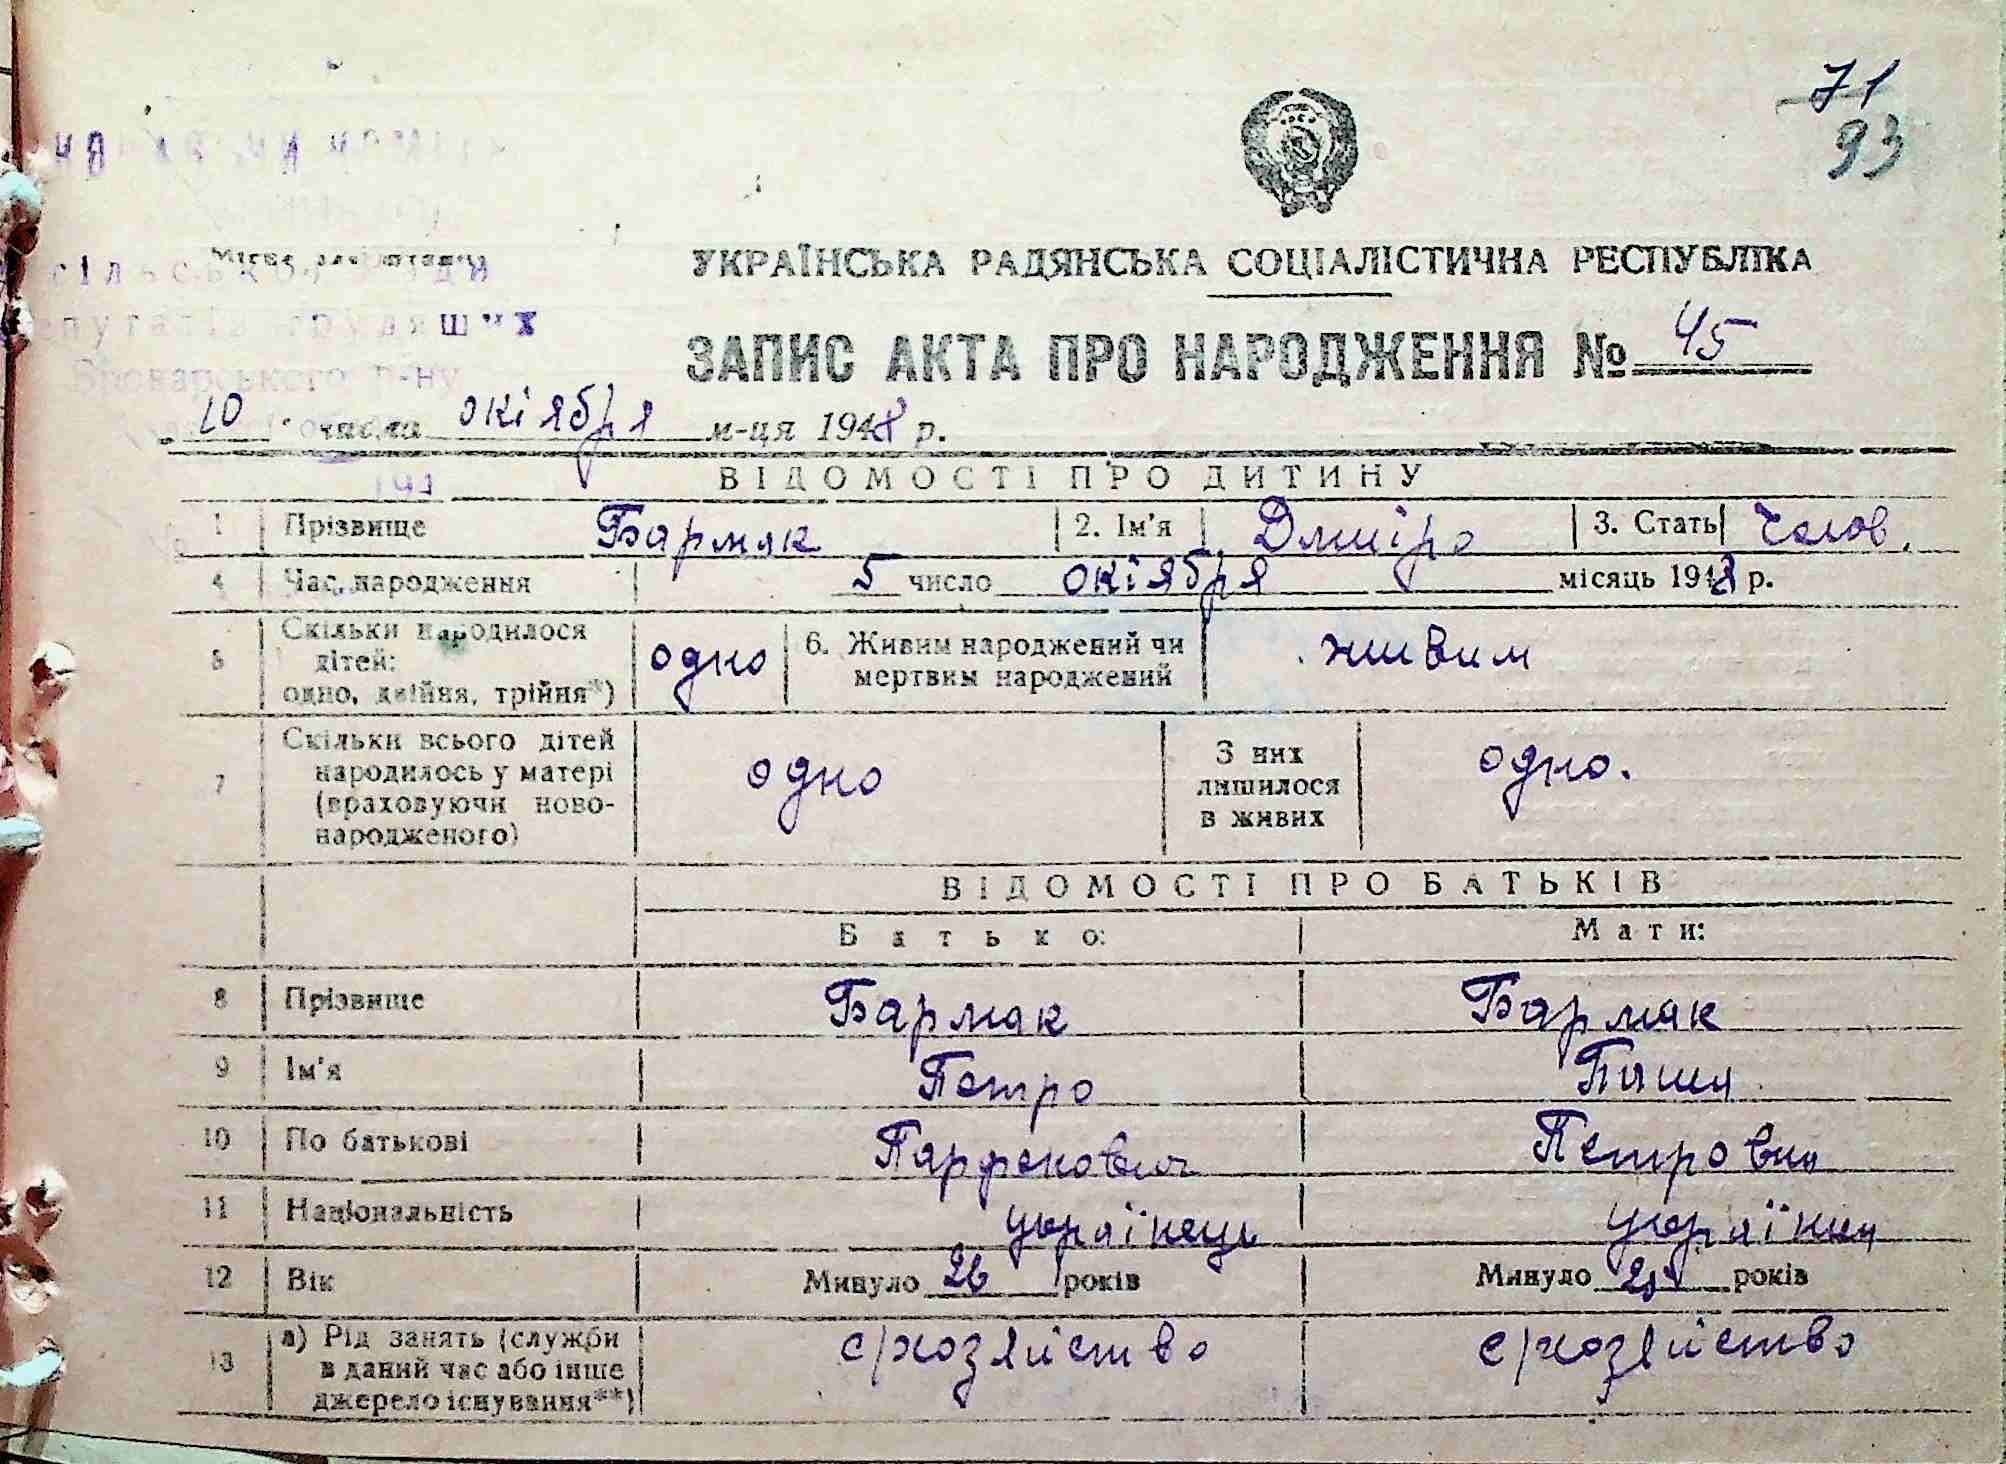 71
93
УКРАЇНСЬКА РАДЯНСЬКА СОЦІАЛІСТИЧНА РЕСПУБЛІКА
сільської Ради
депутатів трудящих
Броварського р-ну
ЗАПИС АКТА ПРО НАРОДЖЕННЯ № 45
10 числа октября м-ця 1948 р.
ВІДОМОСТІ ПРО ДИТИНУ
1 Прізвище Бармак 2. Ім'я Дмітро 3. Стать Чолов.
4 Час народження 5 число октября місяць 1948 р.
5 Скільки народилося дітей: одно, двійня, трійня*) одно 6. Живим народжений чи мертвим народжений живим
7 Скільки всього дітей народилось у матері (враховуючи новонародженого) одно З них лишилося в живих одно.
ВІДОМОСТІ ПРО БАТЬКІВ
Батько: Мати:
8 Прізвище Бармак Бармак
9 Ім'я Петро Паша
10 По батькові Парфенович Петровна
11 Національність українець українка
12 Вік Минуло 26 років Минуло років
13 а) Рід занять (служби в даний час або інше джерело існування**) с/хозяйство с/хозяйство